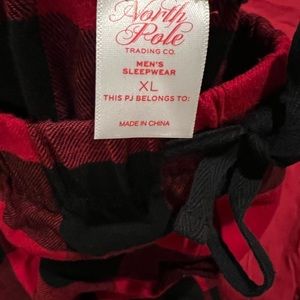 North
Pole
TRADING CO.
MEN'S
SLEEPWEAR
XL
THIS PJ BELONGS TO:
MADE IN CHINA